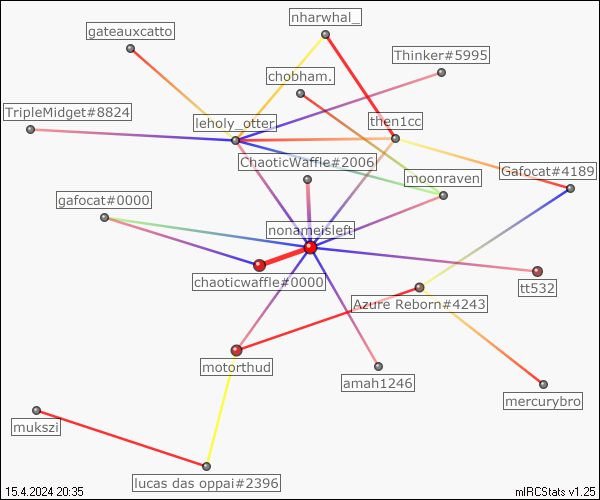 nharwhal_
gateauxcatto
Thinker#5995
chobham.
TripleMidget#8824
leholy_otter
then1cc
ChaoticWaffle#2006
Gafocat#4189
moonraven
gafocat#0000
nonameisleft
chaoticwaffle#0000
tt532
Azure Reborn#4243
motorthud
amah1246
mercurybro
mukszi
lucas das oppai#2396
15.4.2024 20:35
mIRCStats v1.25